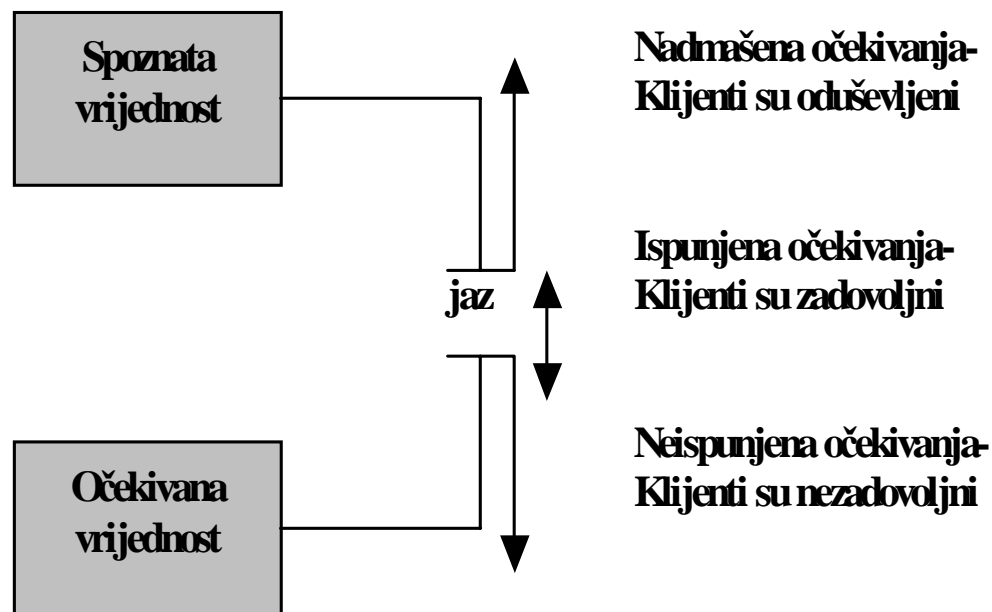 Spoznata
vrijednost
Nadmašena očekivanja-
Klijenti su oduševljeni
Ispunjena očekivanja-
Klijenti su zadovoljni
jaz
Neispunjena očekivanja-
Klijenti su nezadovoljni
Očekivana
vrijednost